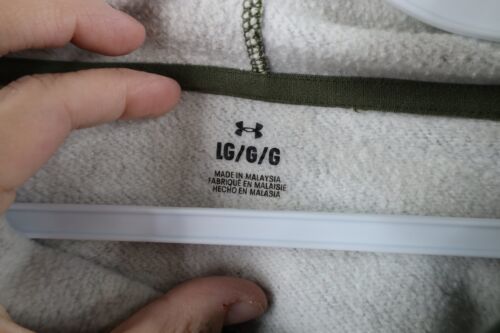 LG/G/G
MADE IN MALAYSIA
FABRIQUÉ EN MALAISIE
HECHO EN MALASIA